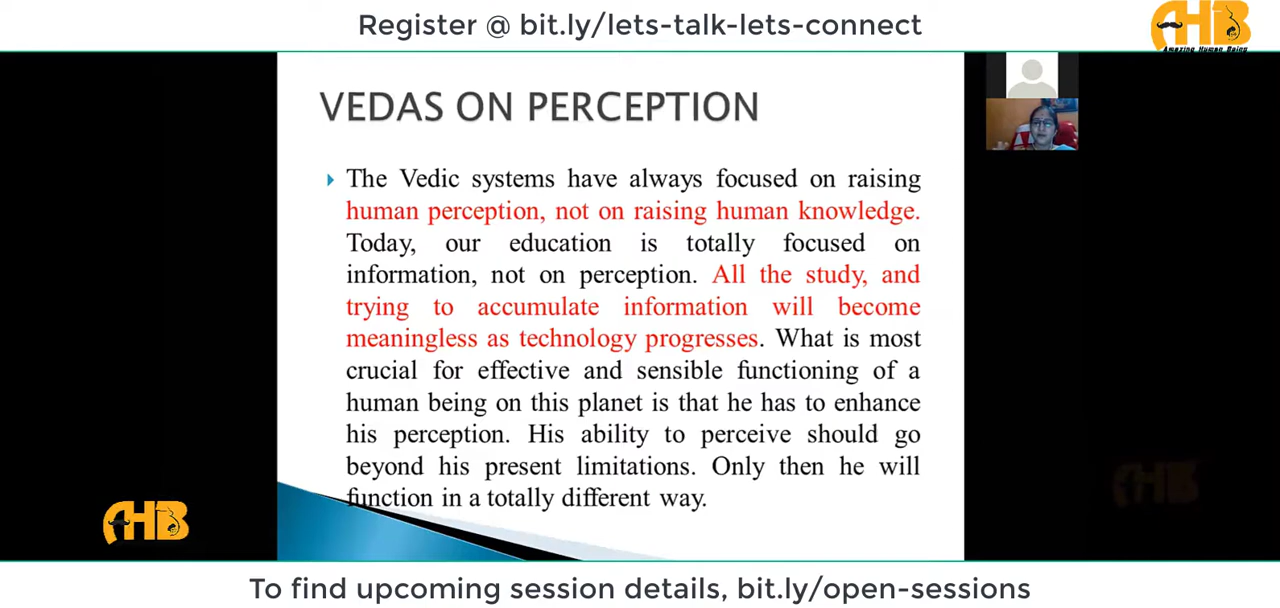 Register @ bit.ly/lets-talk-lets-connect
AHB
Amazing Human Being
VEDAS ON PERCEPTION
The Vedic systems have always focused on raising
human perception, not on raising human knowledge.
Today, our education is totally focused on
information, not on perception. All the study, and
trying to accumulate information will become
meaningless as technology progresses. What is most
crucial for effective and sensible functioning of a
human being on this planet is that he has to enhance
his perception. His ability to perceive should go
beyond his present limitations. Only then he will
function in a totally different way.
AHB
To find upcoming session details, bit.ly/open-sessions